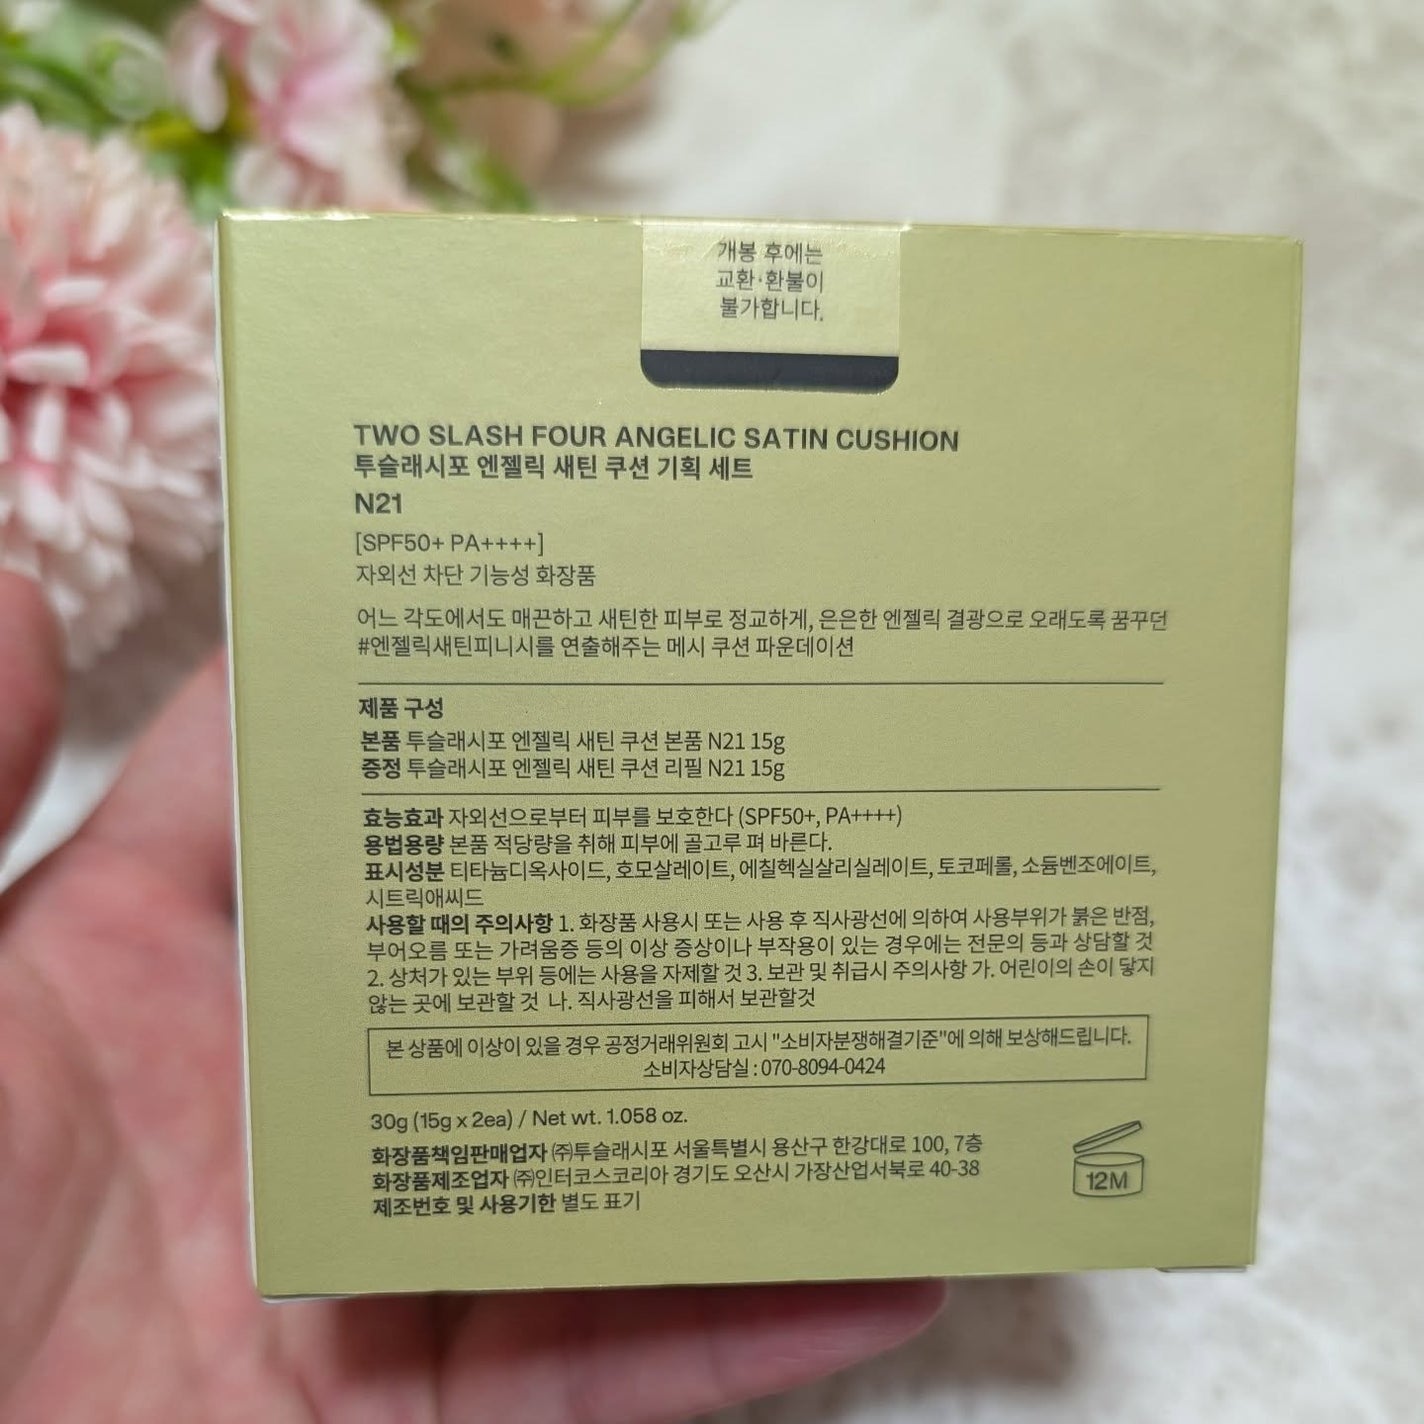 개봉 후에는
교환·환불이
불가합니다.
TWO SLASH FOUR ANGELIC SATIN CUSHION
투슬래시포 엔젤릭 새틴 쿠션 기획 세트
N21
[SPF50+ PA++++]
자외선 차단 기능성 화장품
어느 각도에서도 매끈하고 새틴한 피부로 정교하게, 은은한 엔젤릭 결광으로 오래도록 꿈꾸던
#엔젤릭새틴피니시를 연출해주는 메시 쿠션 파운데이션
제품 구성
본품 투슬래시포 엔젤릭 새틴 쿠션 본품 N21 15g
증정 투슬래시포 엔젤릭 새틴 쿠션 리필 N21 15g
효능효과 자외선으로부터 피부를 보호한다 (SPF50+, PA++++)
용법용량 본품 적당량을 취해 피부에 골고루 펴 바른다.
표시성분 티타늄디옥사이드, 호모살레이트, 에칠헥실살리실레이트, 토코페롤, 소듐벤조에이트,
시트릭애씨드
사용할 때의 주의사항 1. 화장품 사용시 또는 사용 후 직사광선에 의하여 사용부위가 붉은 반점,
부어오름 또는 가려움증 등의 이상 증상이나 부작용이 있는 경우에는 전문의 등과 상담할 것
2. 상처가 있는 부위 등에는 사용을 자제할 것 3. 보관 및 취급시 주의사항 가. 어린이의 손이 닿지
않는 곳에 보관할 것 나. 직사광선을 피해서 보관할것
본 상품에 이상이 있을 경우 공정거래위원회 고시 "소비자분쟁해결기준"에 의해 보상해드립니다.
소비자상담실 : 070-8094-0424
30g (15g x 2ea) / Net wt. 1.058 oz.
화장품책임판매업자 ㈜투슬래시포 서울특별시 용산구 한강대로 100, 7층
화장품제조업자 ㈜인터코스코리아 경기도 오산시 가장산업서북로 40-38
제조번호 및 사용기한 별도 표기
12M